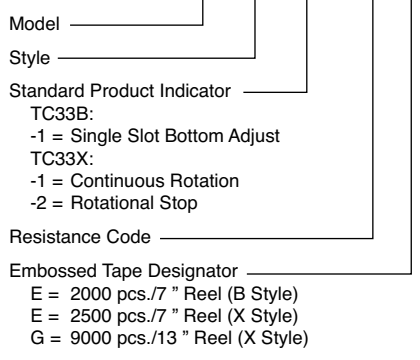 Model
Style
Standard Product Indicator
TC33B:
-1 = Single Slot Bottom Adjust
TC33X:
-1 = Continuous Rotation
-2 = Rotational Stop
Resistance Code
Embossed Tape Designator
E = 2000 pcs./7 ” Reel (B Style)
E = 2500 pcs./7 ” Reel (X Style)
G = 9000 pcs./13 ” Reel (X Style)